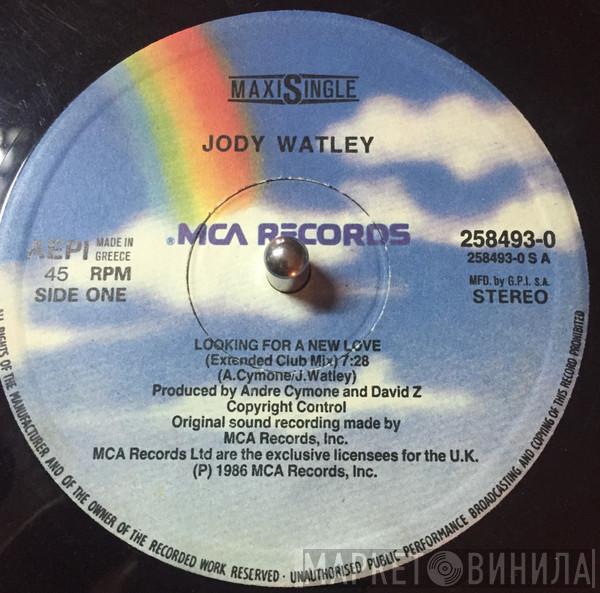 MAXI SINGLE
JODY WATLEY
® MCA RECORDS
AEPI
MADE IN
GREECE
45 RPM
SIDE ONE
258493-0
258493-0 S A
MFD. by G.P.I. S.A.
STEREO
LOOKING FOR A NEW LOVE
(Extended Club Mix) 7:28
(A.Cymone/J.Watley)
Produced by Andre Cymone and David Z
Copyright Control
Original sound recording made by
MCA Records, Inc.
MCA Records Ltd are the exclusive licensees for the U.K.
(P) 1986 MCA Records, Inc.
ALL RIGHTS OF THE MANUFACTURER AND OF THE OWNER OF THE RECORDED WORK RESERVED · UNAUTHORISED PUBLIC PERFORMANCE BROADCASTING AND COPYING OF THIS RECORD PROHIBITED
МАРКЕТ ВИНИЛА